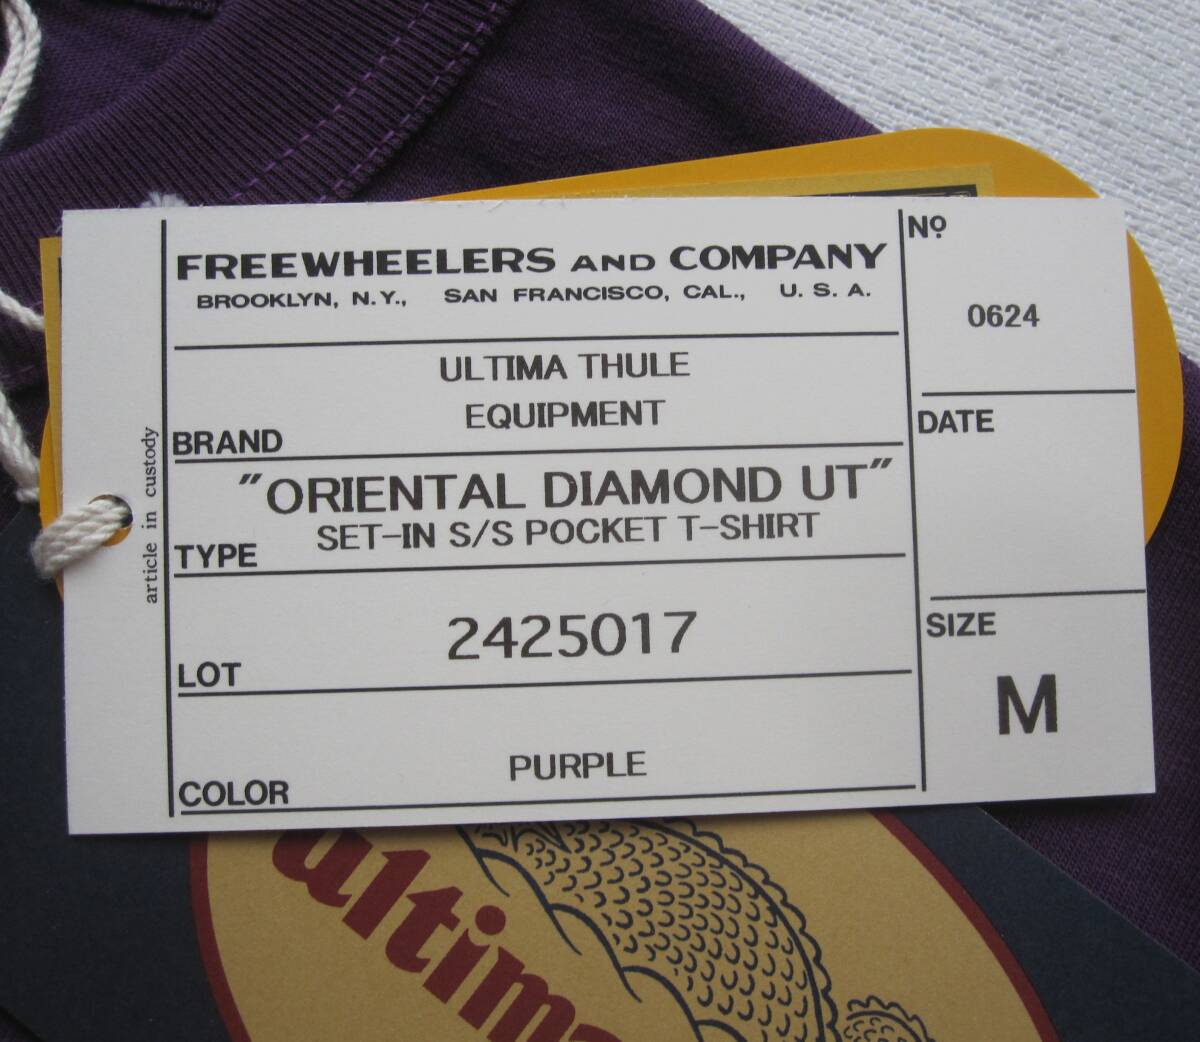 FREEWHEELERS AND COMPANY
BROOKLYN, N.Y., SAN FRANCISCO, CAL., U. S. A.
ULTIMA THULE
EQUIPMENT
BRAND
"ORIENTAL DIAMOND UT"
SET-IN S/S POCKET T-SHIRT
TYPE
2425017
LOT
PURPLE
COLOR
Nº
0624
DATE
SIZE
M
article in custody
ultima